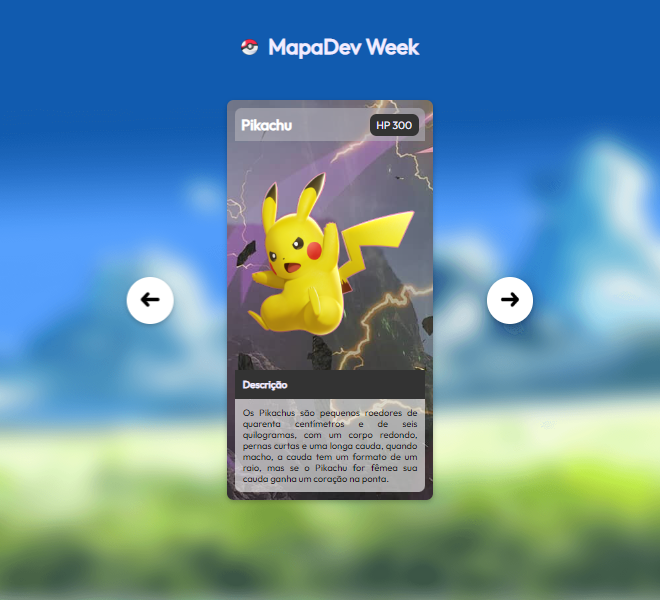 MapaDev Week
Pikachu
HP 300
Descrição
Os Pikachus são pequenos roedores de
quarenta centímetros e de seis
quilogramas, com um corpo redondo,
pernas curtas e uma longa cauda, quando
macho, a cauda tem um formato de um
raio, mas se o Pikachu for fêmea sua
cauda ganha um coração na ponta.